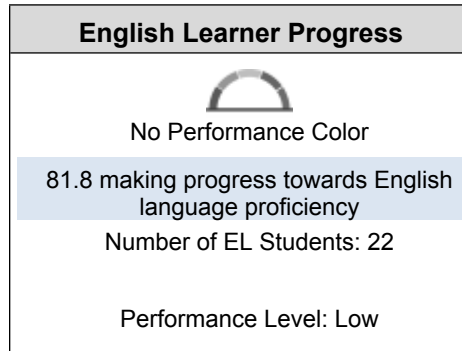 English Learner Progress
No Performance Color
81.8 making progress towards English
language proficiency
Number of EL Students: 22
Performance Level: Low